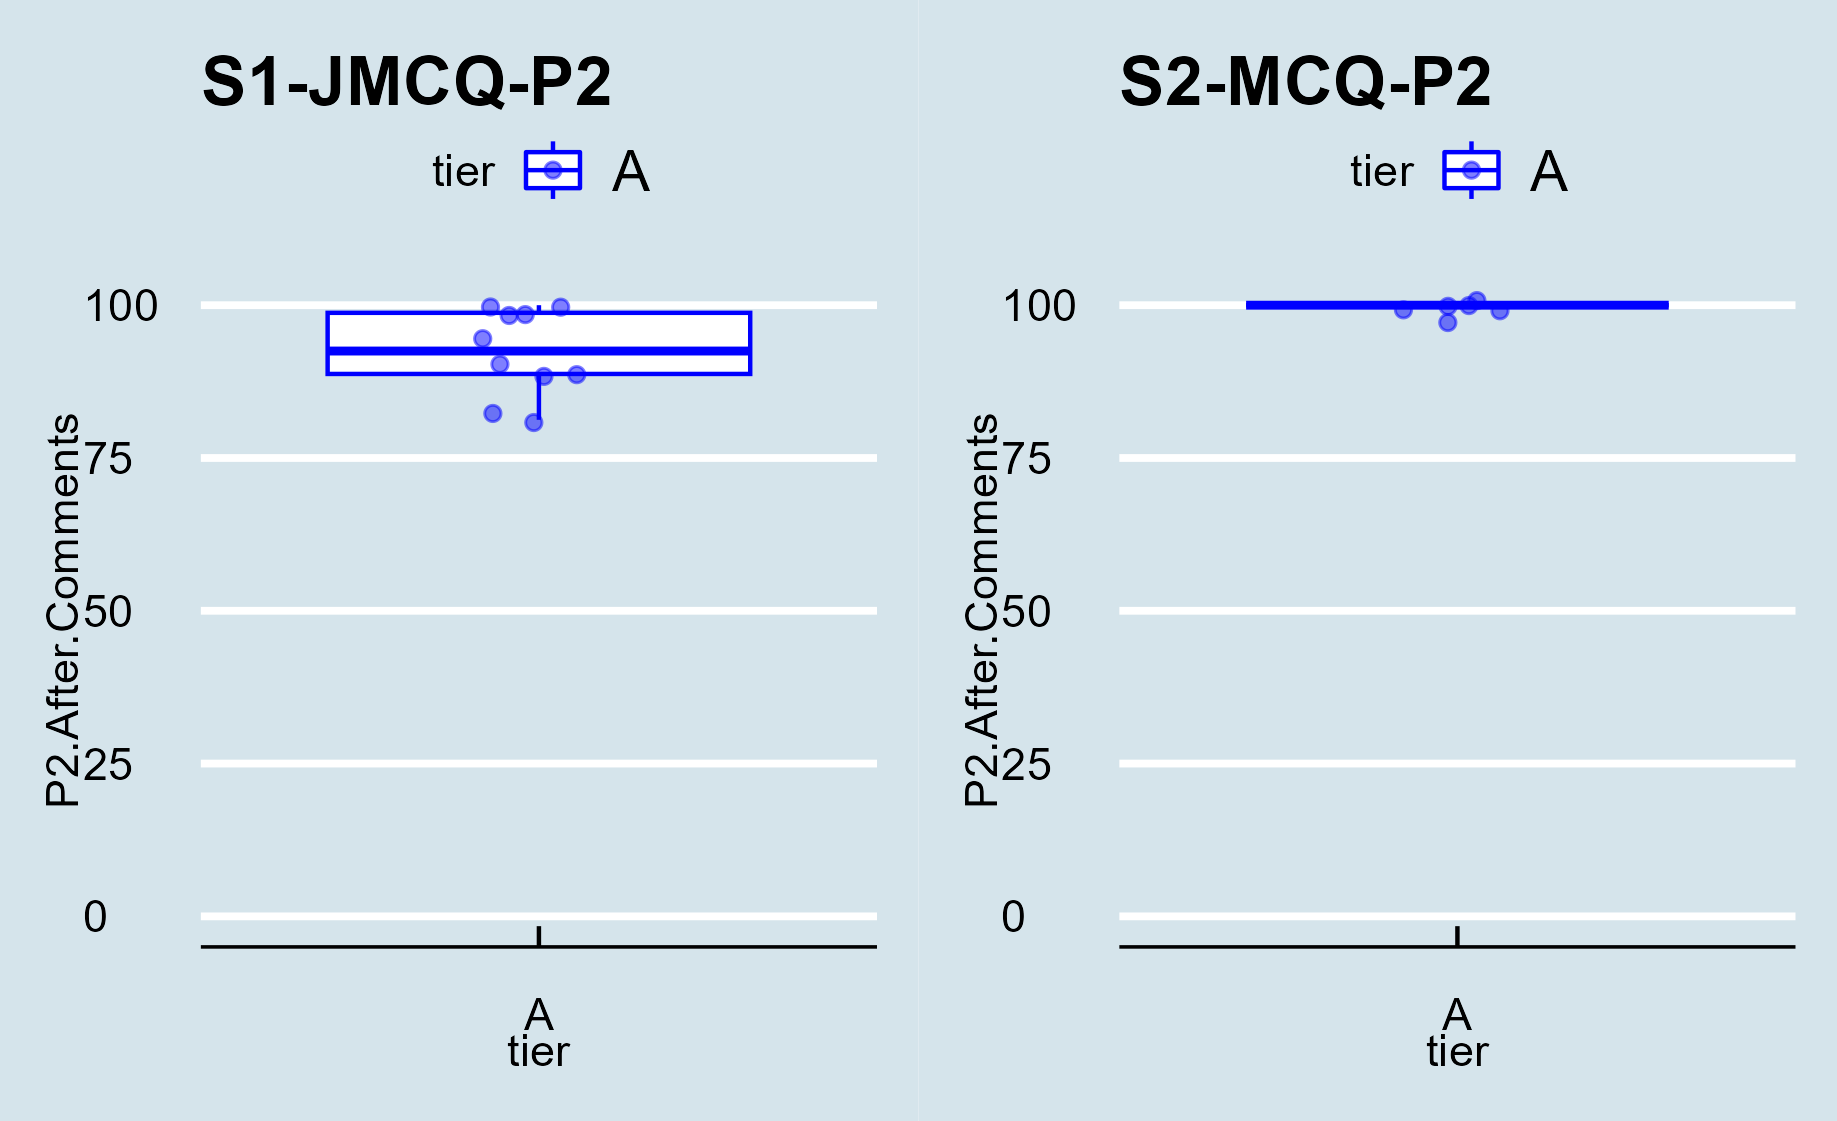 S1-JMCQ-P2
tier A
100
75
50
25
0
P2.After.Comments
A
tier
S2-MCQ-P2
tier A
100
75
50
25
0
P2.After.Comments
A
tier